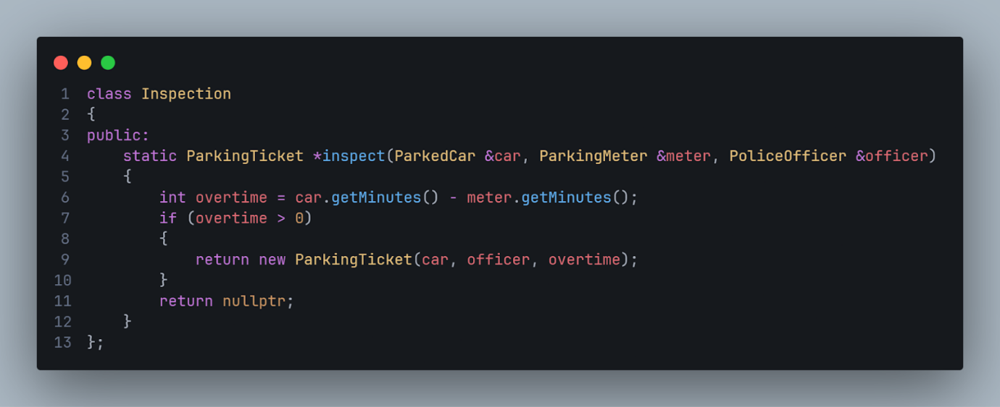 1 class Inspection
2 {
3 public:
4     static ParkingTicket *inspect(ParkedCar &car, ParkingMeter &meter, PoliceOfficer &officer)
5     {
6         int overtime = car.getMinutes() - meter.getMinutes();
7         if (overtime > 0)
8         {
9             return new ParkingTicket(car, officer, overtime);
10         }
11         return nullptr;
12     }
13 };